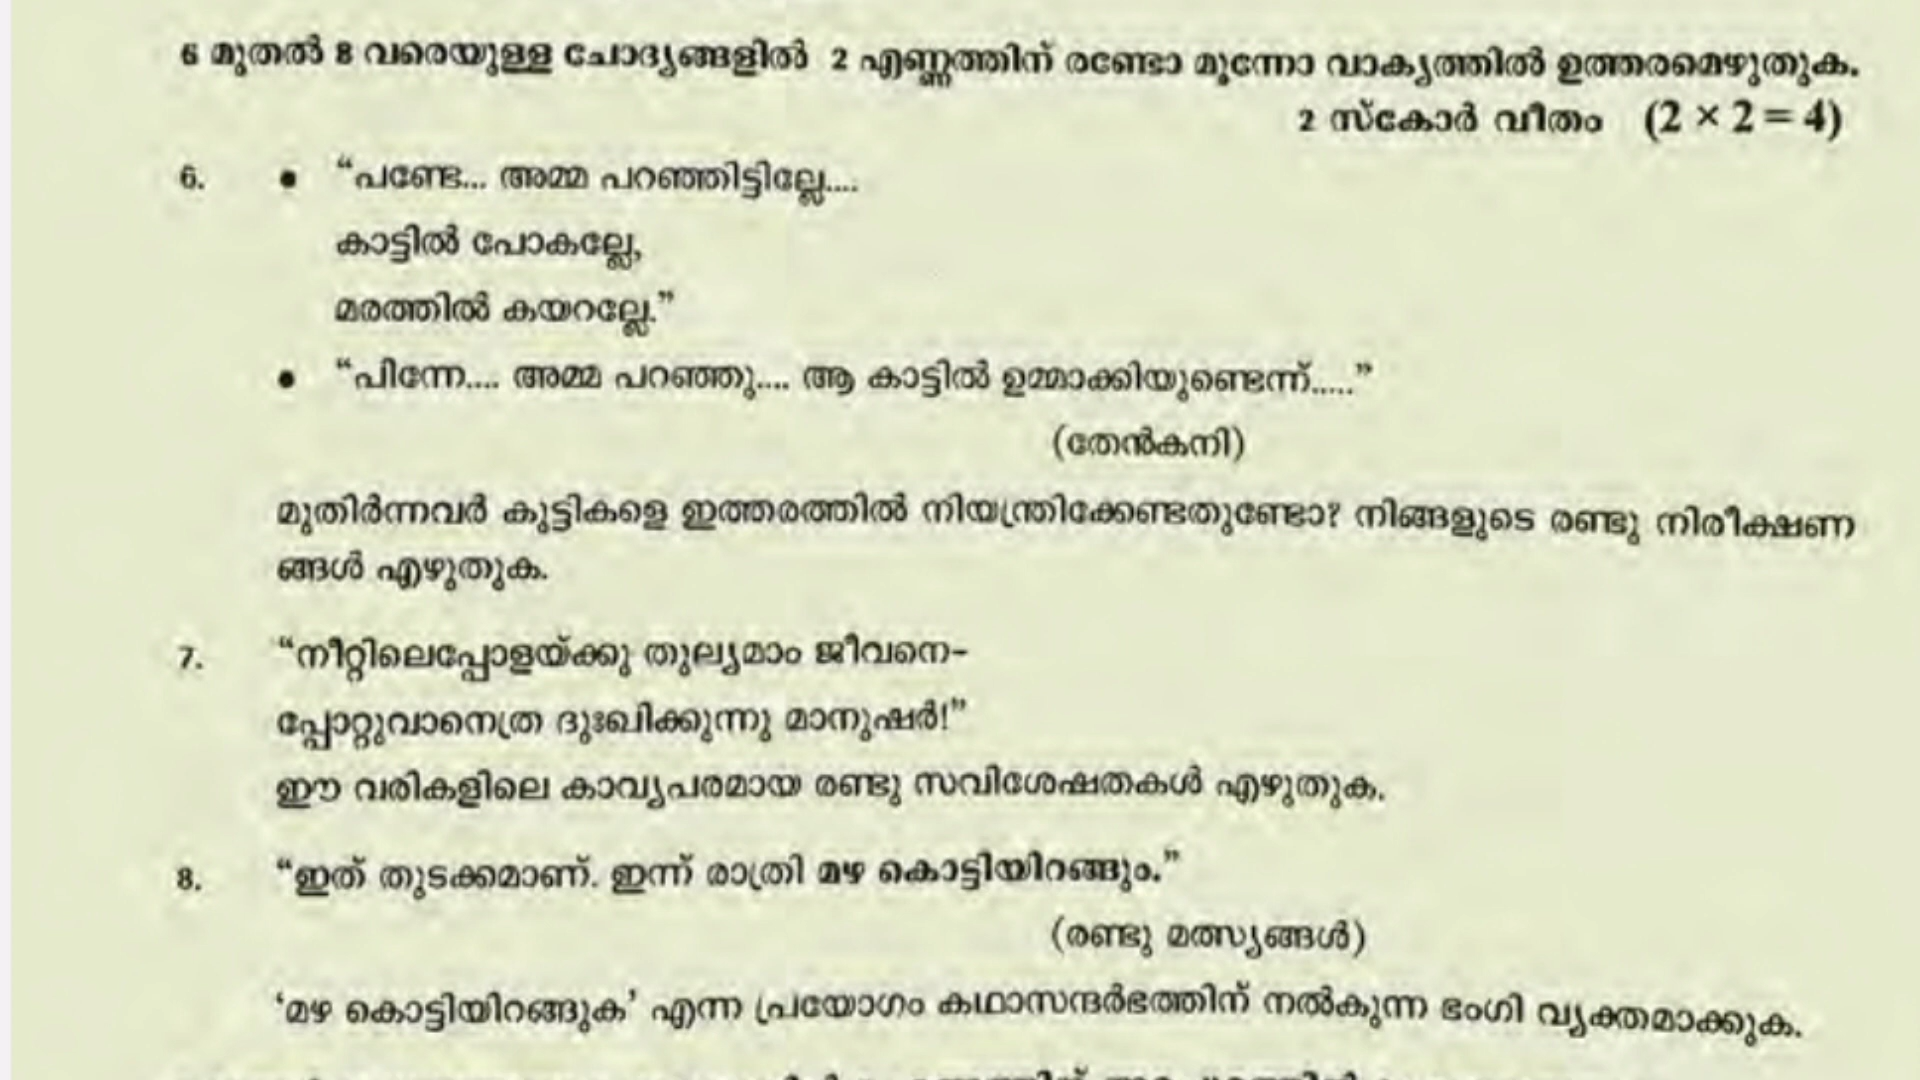 6 മുതൽ 8 വരെയുള്ള ചോദ്യങ്ങളിൽ 2 എണ്ണത്തിന് രണ്ടോ മൂന്നോ വാക്യത്തിൽ ഉത്തരമെഴുതുക.
2 സ്കോർ വീതം (2 × 2 = 4)
6. • “പണ്ടേ... അമ്മ പറഞ്ഞിട്ടില്ലേ....
കാട്ടിൽ പോകല്ലേ,
മരത്തിൽ കയറല്ലേ.”
• “പിന്നേ.... അമ്മ പറഞ്ഞു.... ആ കാട്ടിൽ ഉമ്മാക്കിയുണ്ടെന്ന്.....”
(തേൻകനി)
മുതിർന്നവർ കുട്ടികളെ ഇത്തരത്തിൽ നിയന്ത്രിക്കേണ്ടതുണ്ടോ? നിങ്ങളുടെ രണ്ടു നിരീക്ഷണ
ങ്ങൾ എഴുതുക.
7. “നീറ്റിലെപ്പോളയ്ക്കു തുല്യമാം ജീവനെ-
പ്പോറ്റുവാനെത്ര ദുഃഖിക്കുന്നു മാനുഷർ!”
ഈ വരികളിലെ കാവ്യപരമായ രണ്ടു സവിശേഷതകൾ എഴുതുക.
8. “ഇത് തുടക്കമാണ്. ഇന്ന് രാത്രി മഴ കൊട്ടിയിറങ്ങും.”
(രണ്ടു മത്സ്യങ്ങൾ)
‘മഴ കൊട്ടിയിറങ്ങുക’ എന്ന പ്രയോഗം കഥാസന്ദർഭത്തിന് നൽകുന്ന ഭംഗി വ്യക്തമാക്കുക.